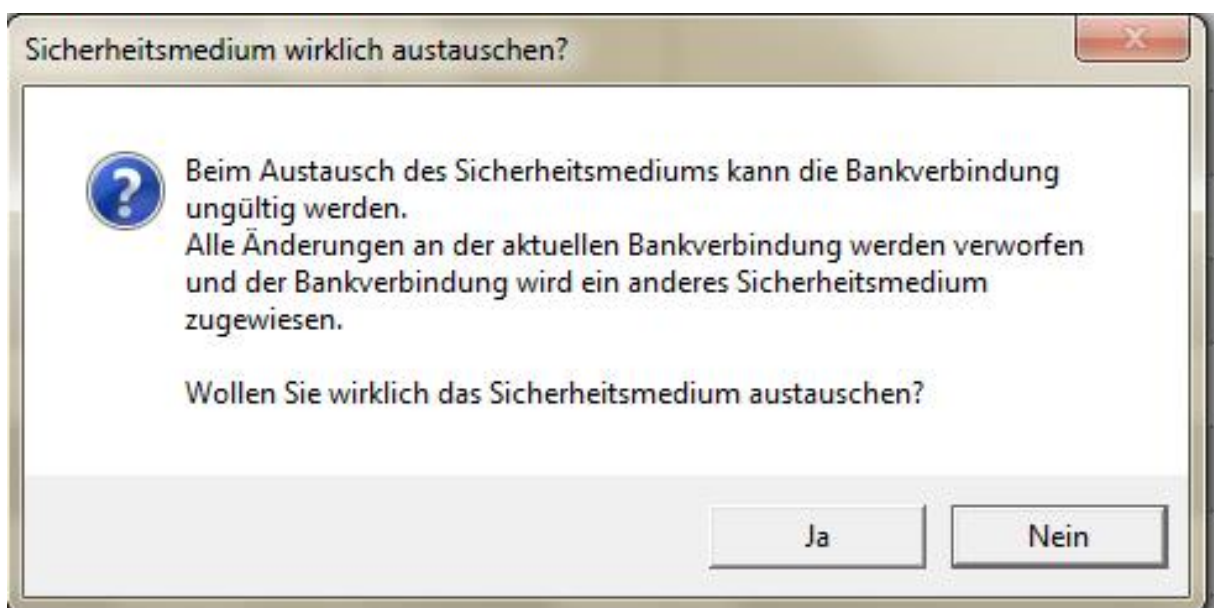 Sicherheitsmedium wirklich austauschen?
Beim Austausch des Sicherheitsmediums kann die Bankverbindung
ungültig werden.
Alle Änderungen an der aktuellen Bankverbindung werden verworfen
und der Bankverbindung wird ein anderes Sicherheitsmedium
zugewiesen.
Wollen Sie wirklich das Sicherheitsmedium austauschen?
Ja
Nein